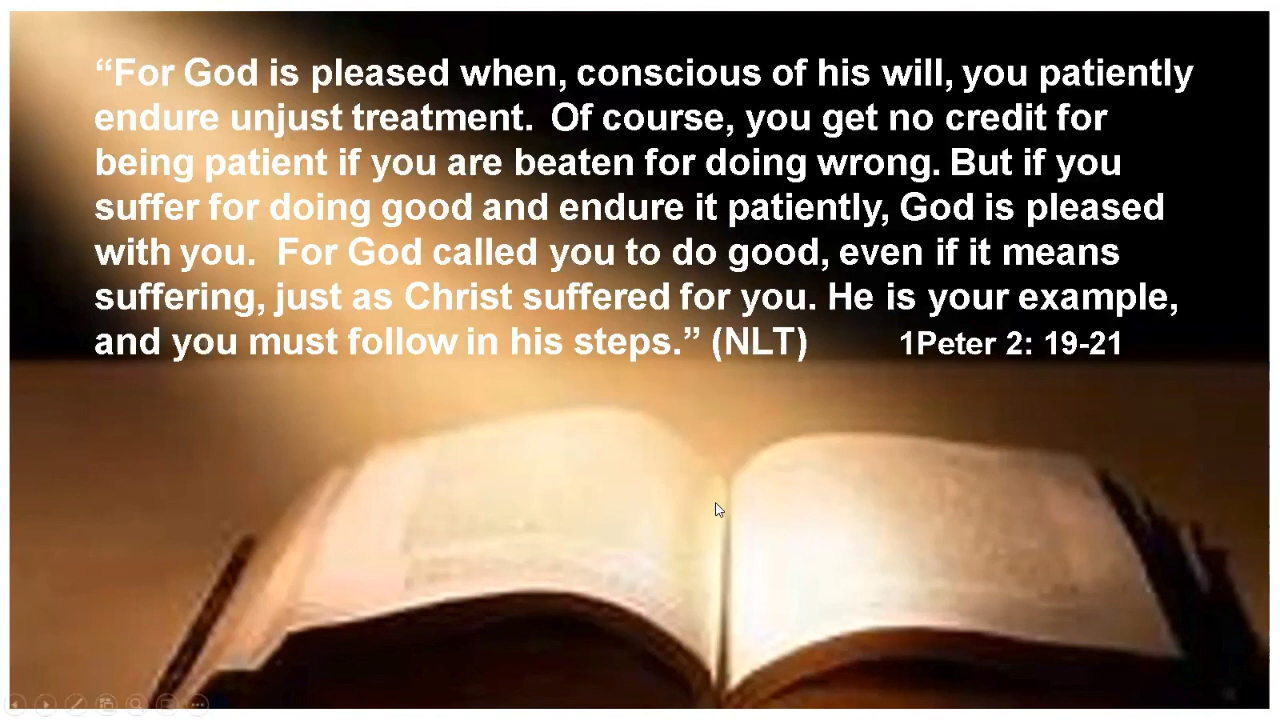 “For God is pleased when, conscious of his will, you patiently
endure unjust treatment.  Of course, you get no credit for
being patient if you are beaten for doing wrong. But if you
suffer for doing good and endure it patiently, God is pleased
with you.  For God called you to do good, even if it means
suffering, just as Christ suffered for you. He is your example,
and you must follow in his steps.” (NLT) 1Peter 2: 19-21